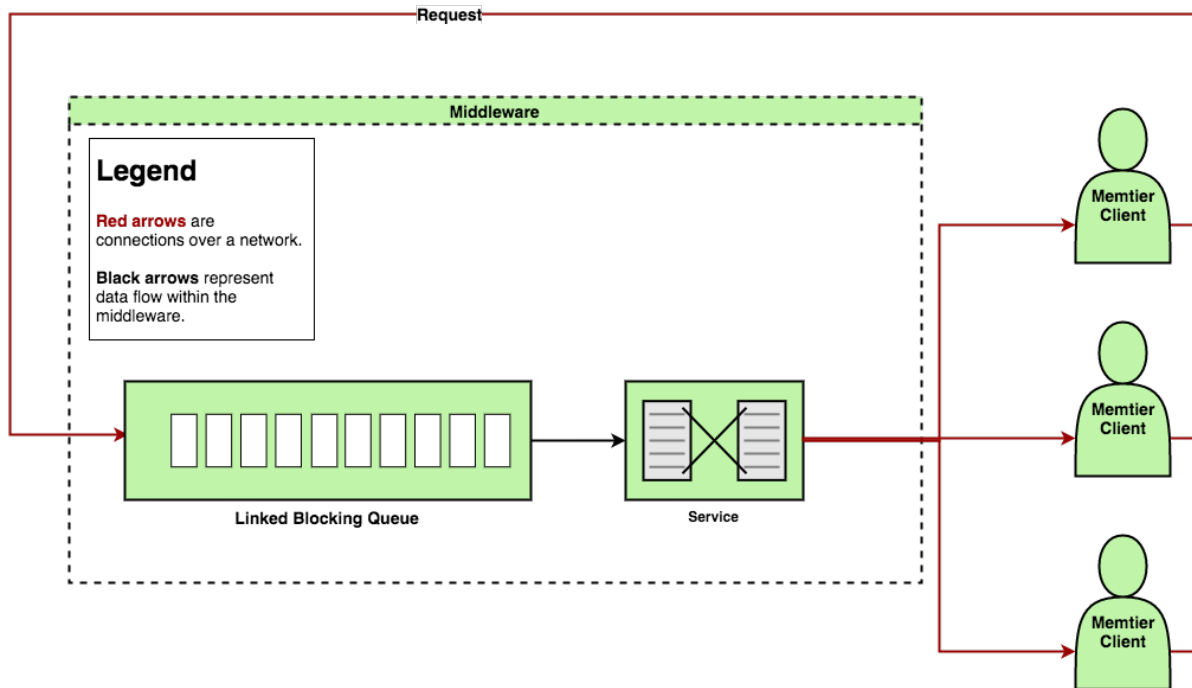 Request
Middleware
Legend
Red arrows are
connections over a network.
Black arrows represent
data flow within the
middleware.
Linked Blocking Queue
Service
Memtier
Client
Memtier
Client
Memtier
Client